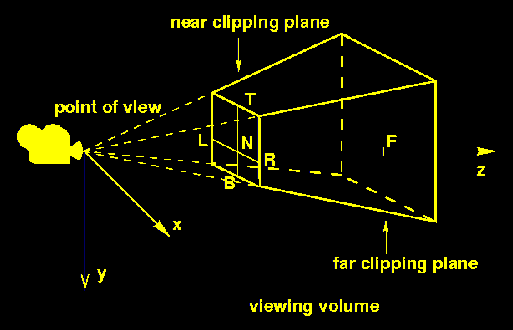 near clipping plane
T
point of view
L
N
F
R
z
B
x
y
far clipping plane
viewing volume